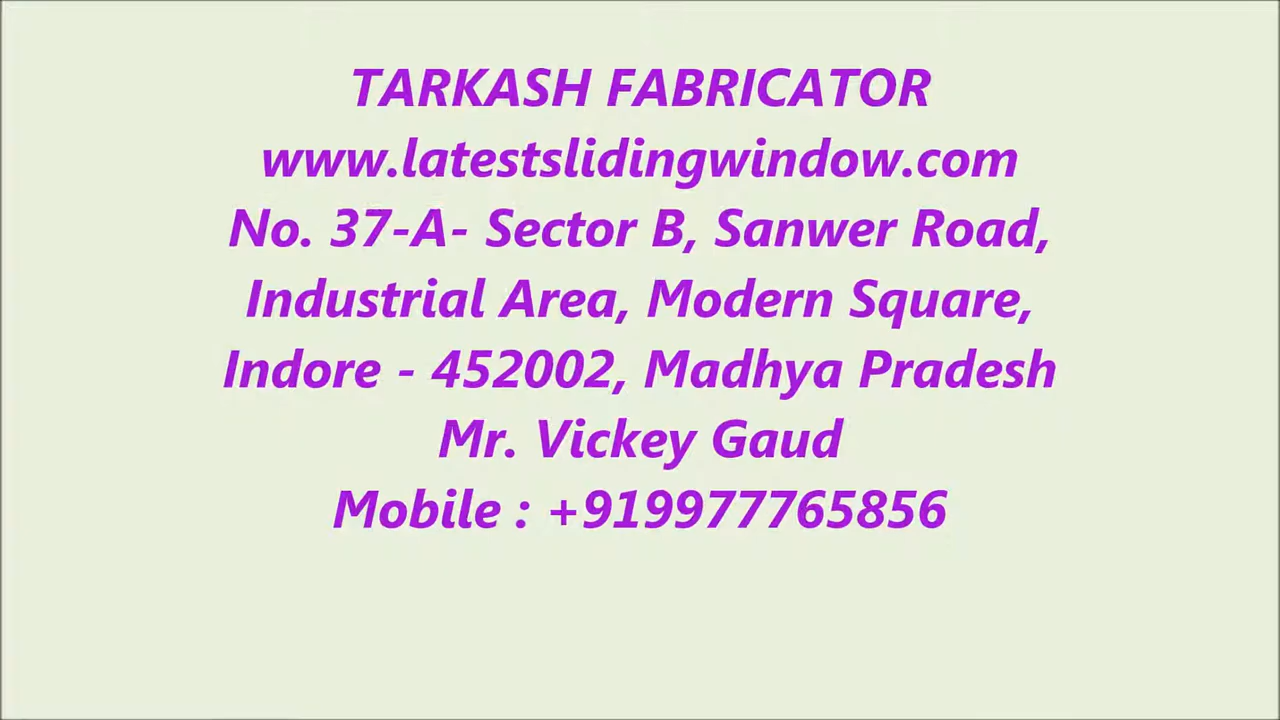 TARKASH FABRICATOR
www.latestslidingwindow.com
No. 37-A- Sector B, Sanwer Road,
Industrial Area, Modern Square,
Indore - 452002, Madhya Pradesh
Mr. Vickey Gaud
Mobile : +919977765856